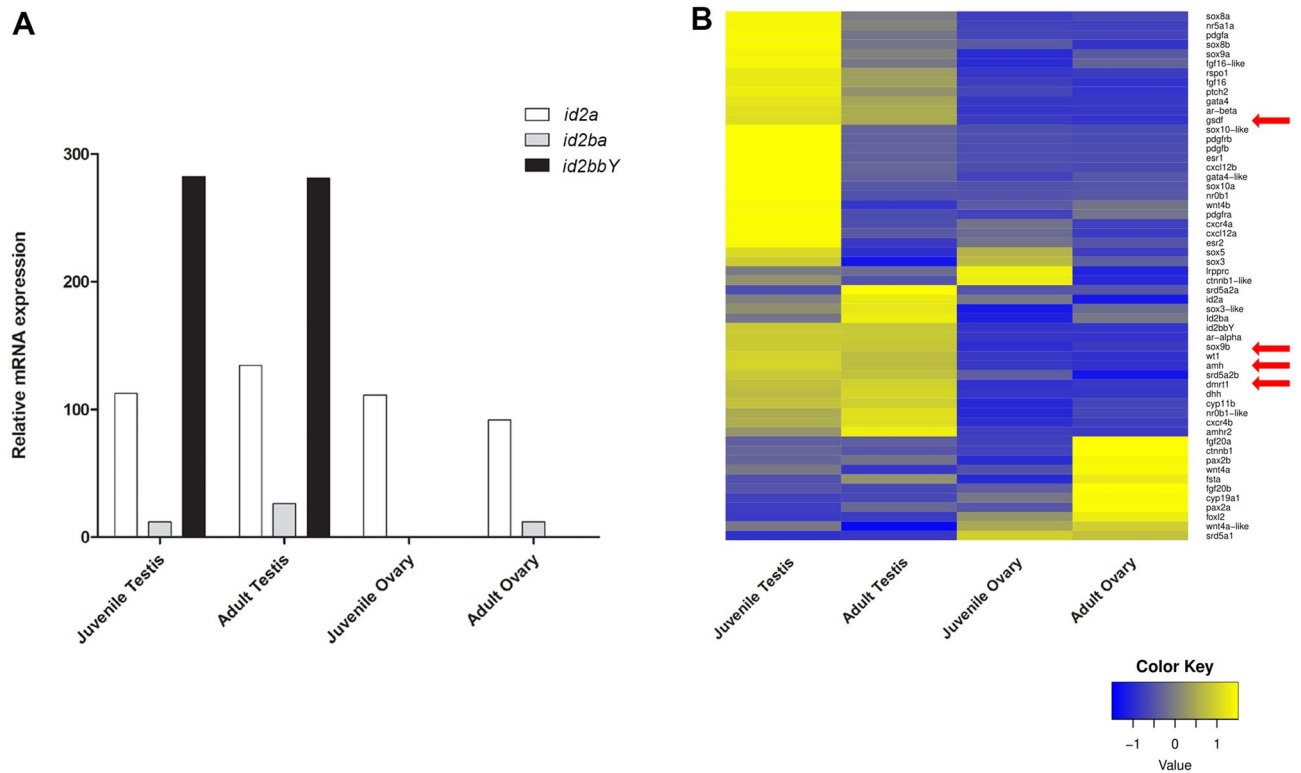 A
id2a
id2ba
id2bbY
Relative mRNA expression
300
200
100
0
Juvenile Testis
Adult Testis
Juvenile Ovary
Adult Ovary
B
sox8a
nr5a1a
pdgfa
sox8b
sox9a
fgf16-like
rspo1
fgf16
ptch2
gata4
ar-beta
gsdf
sox10-like
pdgfrb
pdgfb
esr1
cxcl12b
gata4-like
sox10a
nr0b1
wnt4b
pdgfra
cxcr4a
cxcl12a
esr2
sox5
sox3
lrpprc
ctnnb1-like
srd5a2a
id2a
sox3-like
Id2ba
id2bbY
ar-alpha
sox9b
wt1
amh
srd5a2b
dmrt1
dhh
cyp11b
nr0b1-like
cxcr4b
amhr2
fgf20a
ctnnb1
pax2b
wnt4a
fsta
fgf20b
cyp19a1
pax2a
foxl2
wnt4a-like
srd5a1
Juvenile Testis
Adult Testis
Juvenile Ovary
Adult Ovary
Color Key
−1 0 1
Value